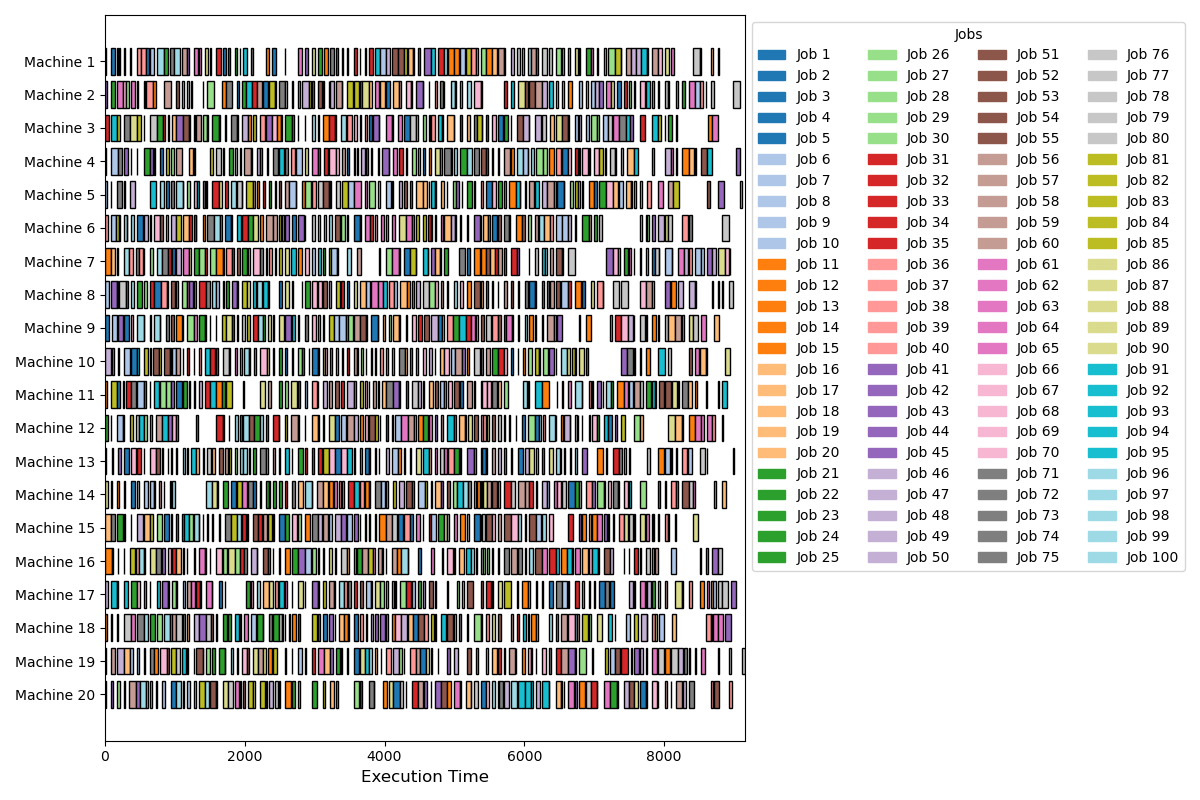 Machine 1
Machine 2
Machine 3
Machine 4
Machine 5
Machine 6
Machine 7
Machine 8
Machine 9
Machine 10
Machine 11
Machine 12
Machine 13
Machine 14
Machine 15
Machine 16
Machine 17
Machine 18
Machine 19
Machine 20
0 2000 4000 6000 8000
Execution Time
Jobs
Job 1 Job 26 Job 51 Job 76
Job 2 Job 27 Job 52 Job 77
Job 3 Job 28 Job 53 Job 78
Job 4 Job 29 Job 54 Job 79
Job 5 Job 30 Job 55 Job 80
Job 6 Job 31 Job 56 Job 81
Job 7 Job 32 Job 57 Job 82
Job 8 Job 33 Job 58 Job 83
Job 9 Job 34 Job 59 Job 84
Job 10 Job 35 Job 60 Job 85
Job 11 Job 36 Job 61 Job 86
Job 12 Job 37 Job 62 Job 87
Job 13 Job 38 Job 63 Job 88
Job 14 Job 39 Job 64 Job 89
Job 15 Job 40 Job 65 Job 90
Job 16 Job 41 Job 66 Job 91
Job 17 Job 42 Job 67 Job 92
Job 18 Job 43 Job 68 Job 93
Job 19 Job 44 Job 69 Job 94
Job 20 Job 45 Job 70 Job 95
Job 21 Job 46 Job 71 Job 96
Job 22 Job 47 Job 72 Job 97
Job 23 Job 48 Job 73 Job 98
Job 24 Job 49 Job 74 Job 99
Job 25 Job 50 Job 75 Job 100